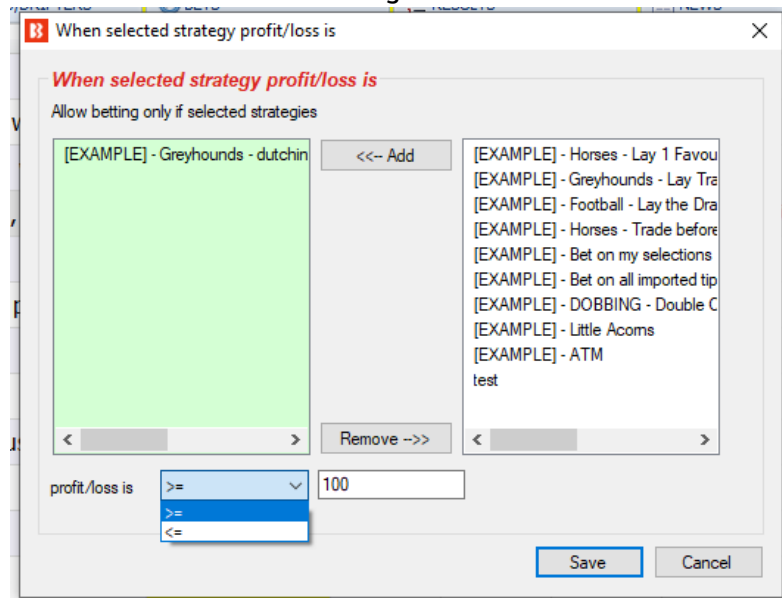 RESULTS
NEWS
When selected strategy profit/loss is
When selected strategy profit/loss is
Allow betting only if selected strategies
[EXAMPLE] - Greyhounds - dutchin
<<-- Add
[EXAMPLE] - Horses - Lay 1 Favou
[EXAMPLE] - Greyhounds - Lay Tra
[EXAMPLE] - Football - Lay the Dra
[EXAMPLE] - Horses - Trade before
[EXAMPLE] - Bet on my selections
[EXAMPLE] - Bet on all imported tip
[EXAMPLE] - DOBBING - Double C
[EXAMPLE] - Little Acorns
[EXAMPLE] - ATM
test
Remove -->>
profit/loss is
>=
100
>=
<=
Save
Cancel